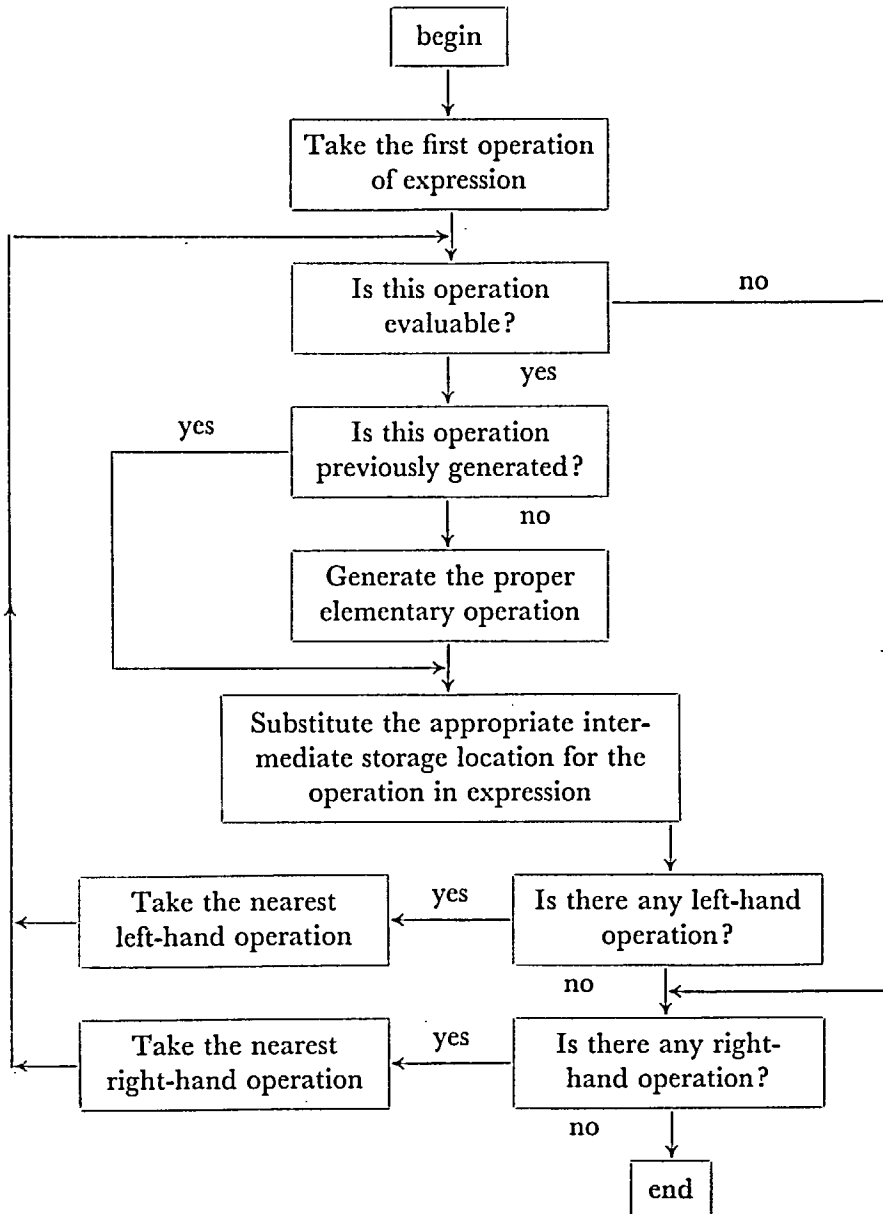 begin
Take the first operation
of expression
no
Is this operation
evaluable?
yes
yes
Is this operation
previously generated?
no
Generate the proper
elementary operation
Substitute the appropriate inter-
mediate storage location for the
operation in expression
Take the nearest
left-hand operation
yes
Is there any left-hand
operation?
no
Take the nearest
right-hand operation
yes
Is there any right-
hand operation?
no
end